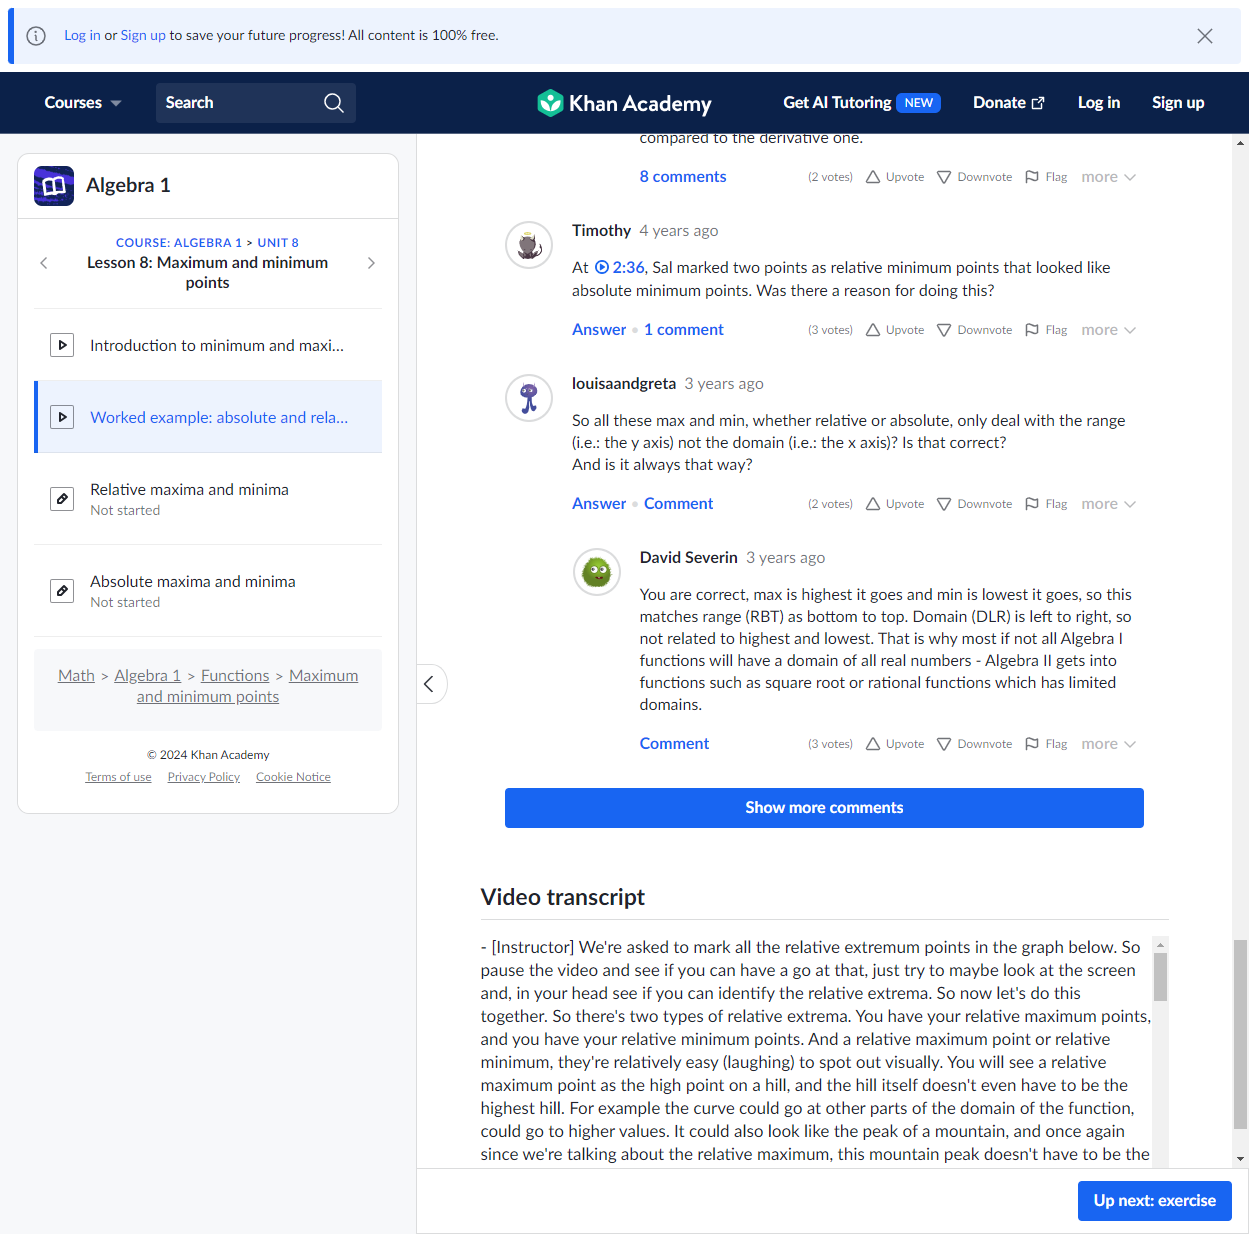 Log in or Sign up to save your future progress! All content is 100% free.
Courses
Search
Khan Academy
Get AI Tutoring NEW
Donate
Log in
Sign up
Algebra 1
COURSE: ALGEBRA 1 > UNIT 8
Lesson 8: Maximum and minimum
points
Introduction to minimum and maxi...
Worked example: absolute and rela...
Relative maxima and minima
Not started
Absolute maxima and minima
Not started
Math > Algebra 1 > Functions > Maximum
and minimum points
© 2024 Khan Academy
Terms of use Privacy Policy Cookie Notice
compared to the derivative one.
8 comments (2 votes) Upvote Downvote Flag more
Timothy 4 years ago
At 2:36, Sal marked two points as relative minimum points that looked like
absolute minimum points. Was there a reason for doing this?
Answer • 1 comment (3 votes) Upvote Downvote Flag more
louisaandgreta 3 years ago
So all these max and min, whether relative or absolute, only deal with the range
(i.e.: the y axis) not the domain (i.e.: the x axis)? Is that correct?
And is it always that way?
Answer • Comment (2 votes) Upvote Downvote Flag more
David Severin 3 years ago
You are correct, max is highest it goes and min is lowest it goes, so this
matches range (RBT) as bottom to top. Domain (DLR) is left to right, so
not related to highest and lowest. That is why most if not all Algebra I
functions will have a domain of all real numbers - Algebra II gets into
functions such as square root or rational functions which has limited
domains.
Comment (3 votes) Upvote Downvote Flag more
Show more comments
Video transcript
- [Instructor] We're asked to mark all the relative extremum points in the graph below. So
pause the video and see if you can have a go at that, just try to maybe look at the screen
and, in your head see if you can identify the relative extrema. So now let's do this
together. So there's two types of relative extrema. You have your relative maximum points,
and you have your relative minimum points. And a relative maximum point or relative
minimum, they're relatively easy (laughing) to spot out visually. You will see a relative
maximum point as the high point on a hill, and the hill itself doesn't even have to be the
highest hill. For example the curve could go at other parts of the domain of the function,
could go to higher values. It could also look like the peak of a mountain, and once again
since we're talking about the relative maximum, this mountain peak doesn't have to be the
Up next: exercise